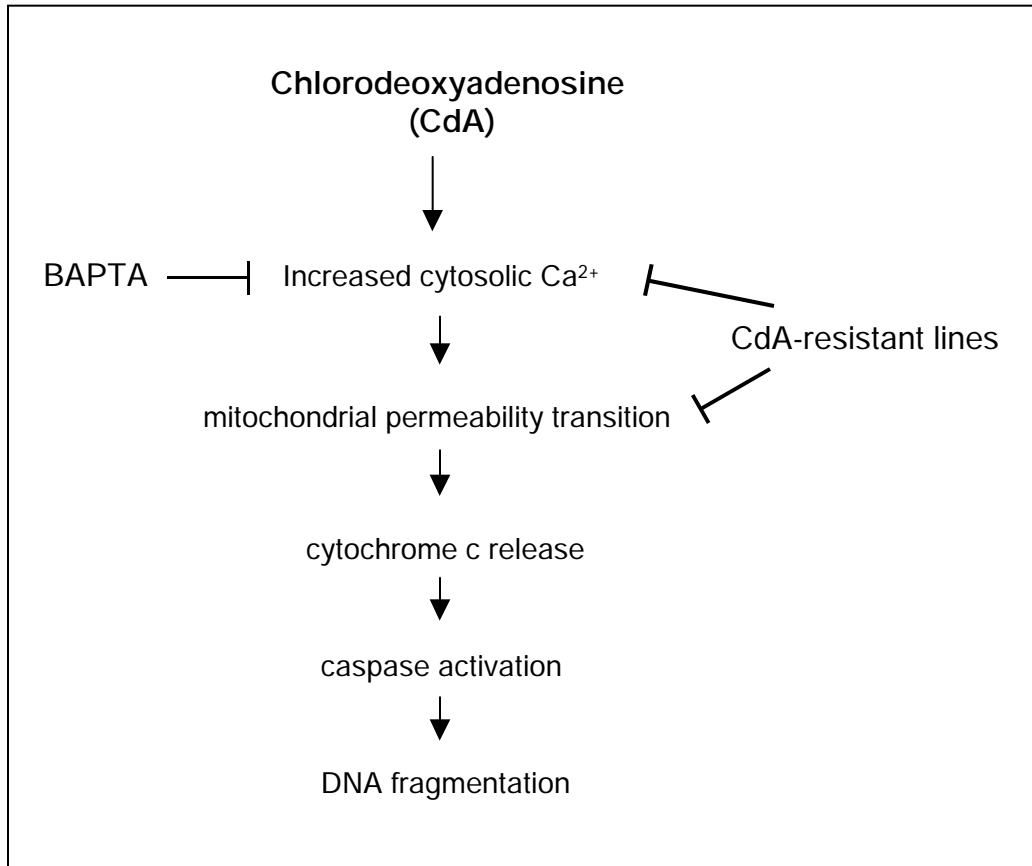 Chlorodeoxyadenosine
(CdA)
BAPTA
Increased cytosolic Ca²⁺
CdA-resistant lines
mitochondrial permeability transition
cytochrome c release
caspase activation
DNA fragmentation